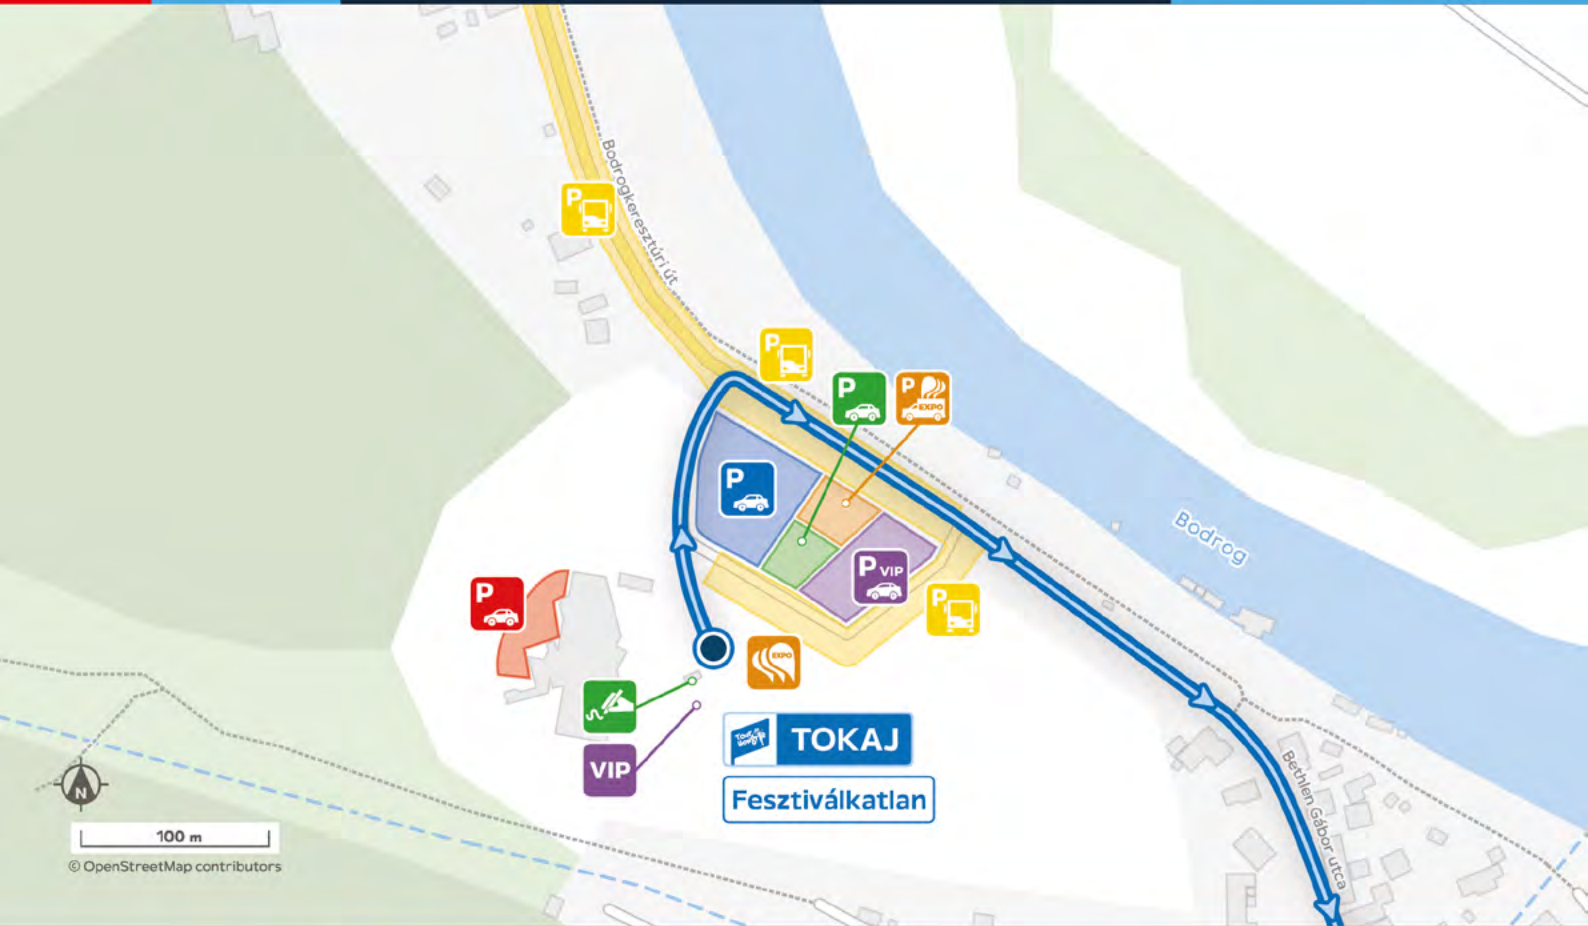 Bodrogkeresztúri út
P
P
P
P
EXPO
P
P VIP
Bodrog
P
P
EXPO
Tour de Hongrie
TOKAJ
VIP
Fesztiválkatlan
Bethlen Gábor utca
N
100 m
© OpenStreetMap contributors